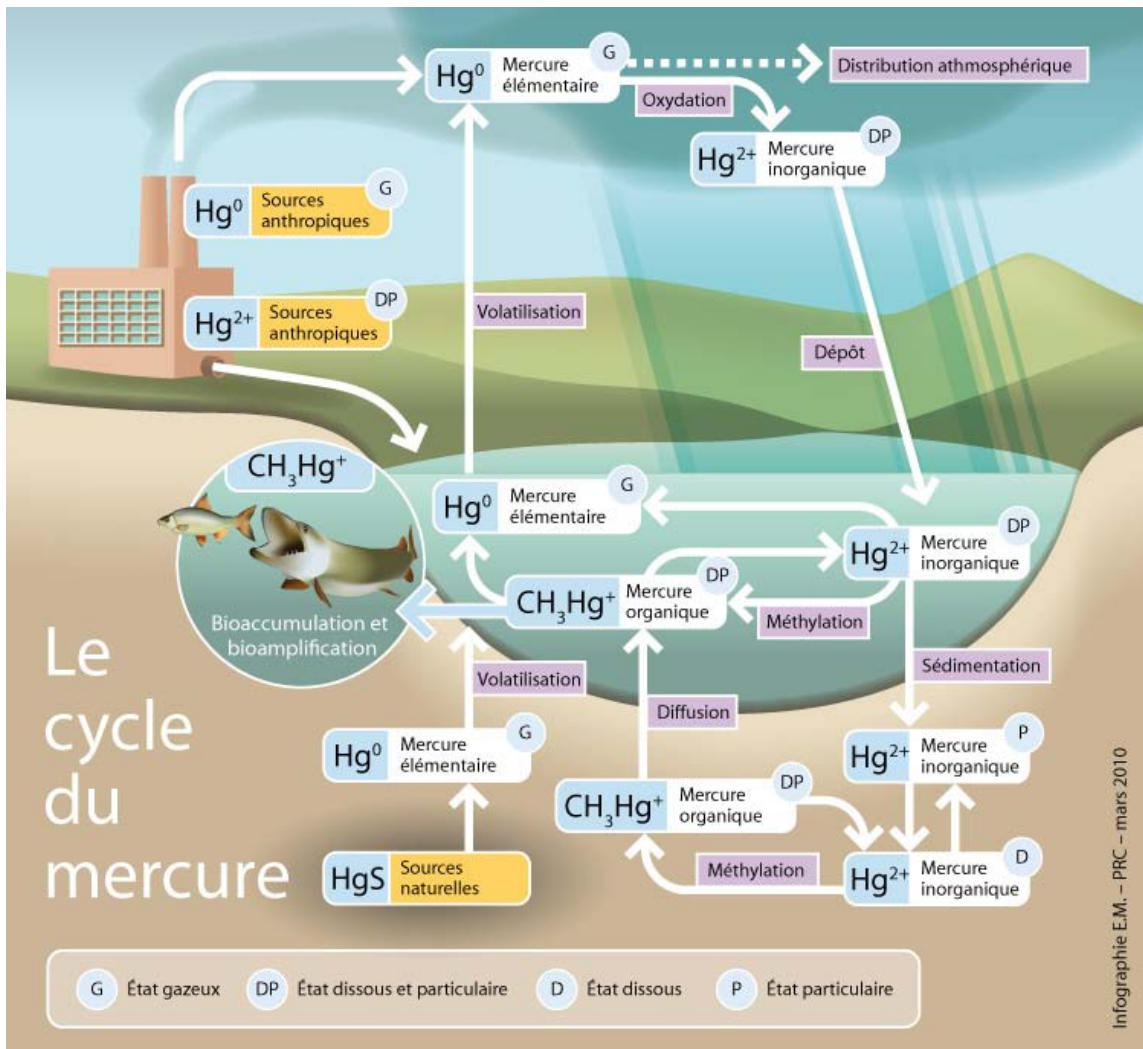 Hg⁰ Mercure élémentaire G
Distribution athmosphérique
Oxydation
Hg²⁺ Mercure inorganique DP
Hg⁰ Sources anthropiques G
Hg²⁺ Sources anthropiques DP
Volatilisation
Dépôt
CH₃Hg⁺
Bioaccumulation et
bioamplification
Hg⁰ Mercure élémentaire G
Hg²⁺ Mercure inorganique DP
CH₃Hg⁺ Mercure organique DP
Méthylation
Volatilisation
Diffusion
Sédimentation
Hg⁰ Mercure élémentaire G
Hg²⁺ Mercure inorganique P
CH₃Hg⁺ Mercure organique DP
HgS Sources naturelles
Méthylation
Hg²⁺ Mercure inorganique D
Le
cycle
du
mercure
G État gazeux DP État dissous et particulaire D État dissous P État particulaire
Infographie E.M. – PRC – mars 2010